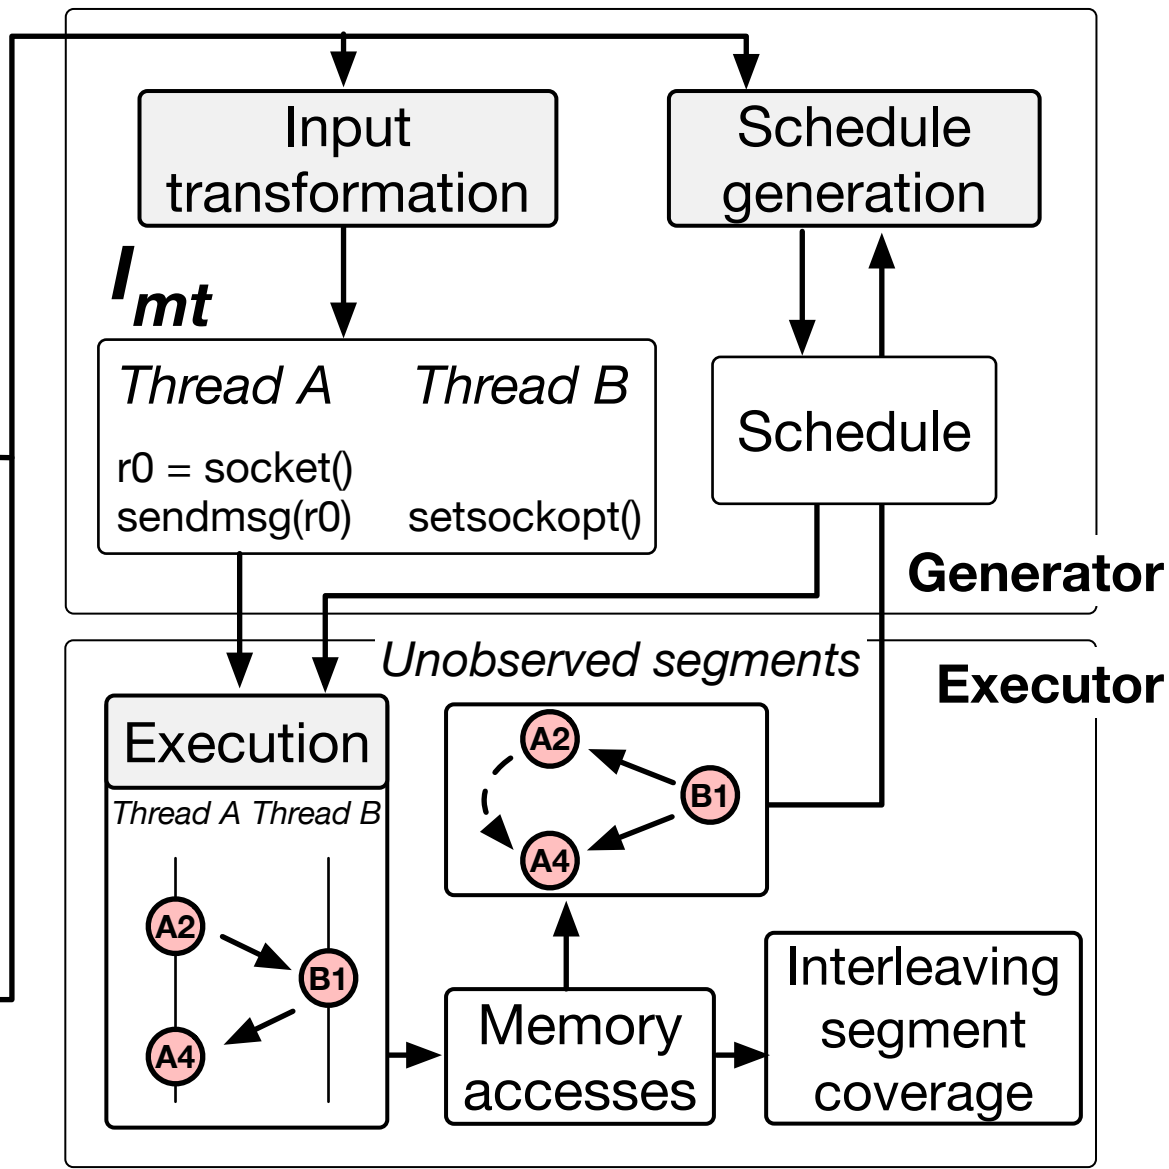 Input
transformation
Schedule
generation
I_mt
Thread A Thread B
r0 = socket()
sendmsg(r0) setsockopt()
Schedule
Generator
Unobserved segments
Executor
Execution
Thread A Thread B
A2
B1
A4
A2
B1
A4
Memory
accesses
Interleaving
segment
coverage